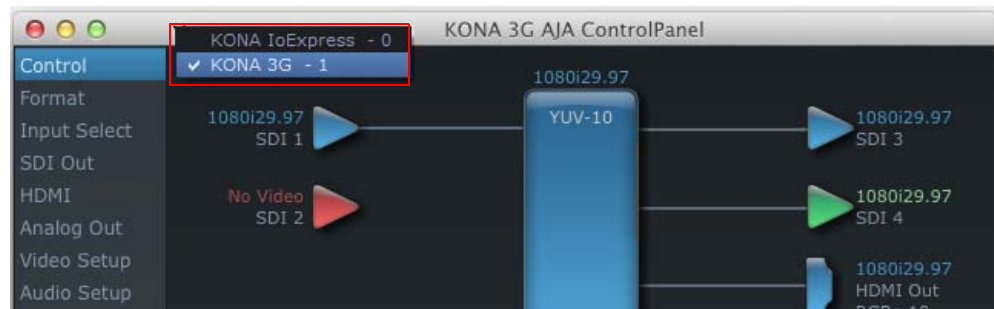 KONA 3G AJA ControlPanel
KONA IoExpress - 0
✓ KONA 3G - 1
Control
Format
Input Select
SDI Out
HDMI
Analog Out
Video Setup
Audio Setup
1080i29.97
SDI 1
No Video
SDI 2
1080i29.97
YUV-10
1080i29.97
SDI 3
1080i29.97
SDI 4
1080i29.97
HDMI Out